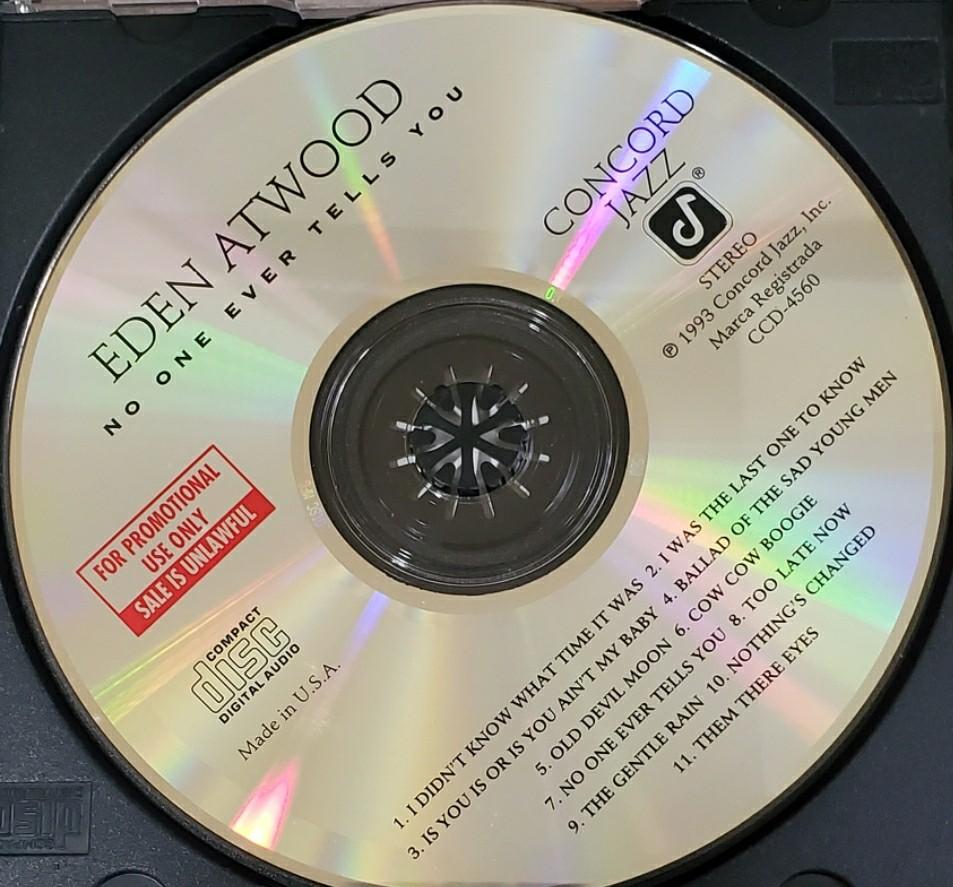 EDEN ATWOOD
NO ONE EVER TELLS YOU
CONCORD
JAZZ®
STEREO
℗ 1993 Concord Jazz, Inc.
Marca Registrada
CCD-4560
FOR PROMOTIONAL
USE ONLY
SALE IS UNLAWFUL
COMPACT
disc
DIGITAL AUDIO
Made in U.S.A.
1. I DIDN'T KNOW WHAT TIME IT WAS 2. I WAS THE LAST ONE TO KNOW
3. IS YOU IS OR IS YOU AIN'T MY BABY 4. BALLAD OF THE SAD YOUNG MEN
5. OLD DEVIL MOON 6. COW COW BOOGIE
7. NO ONE EVER TELLS YOU 8. TOO LATE NOW
9. THE GENTLE RAIN 10. NOTHING'S CHANGED
11. THEM THERE EYES